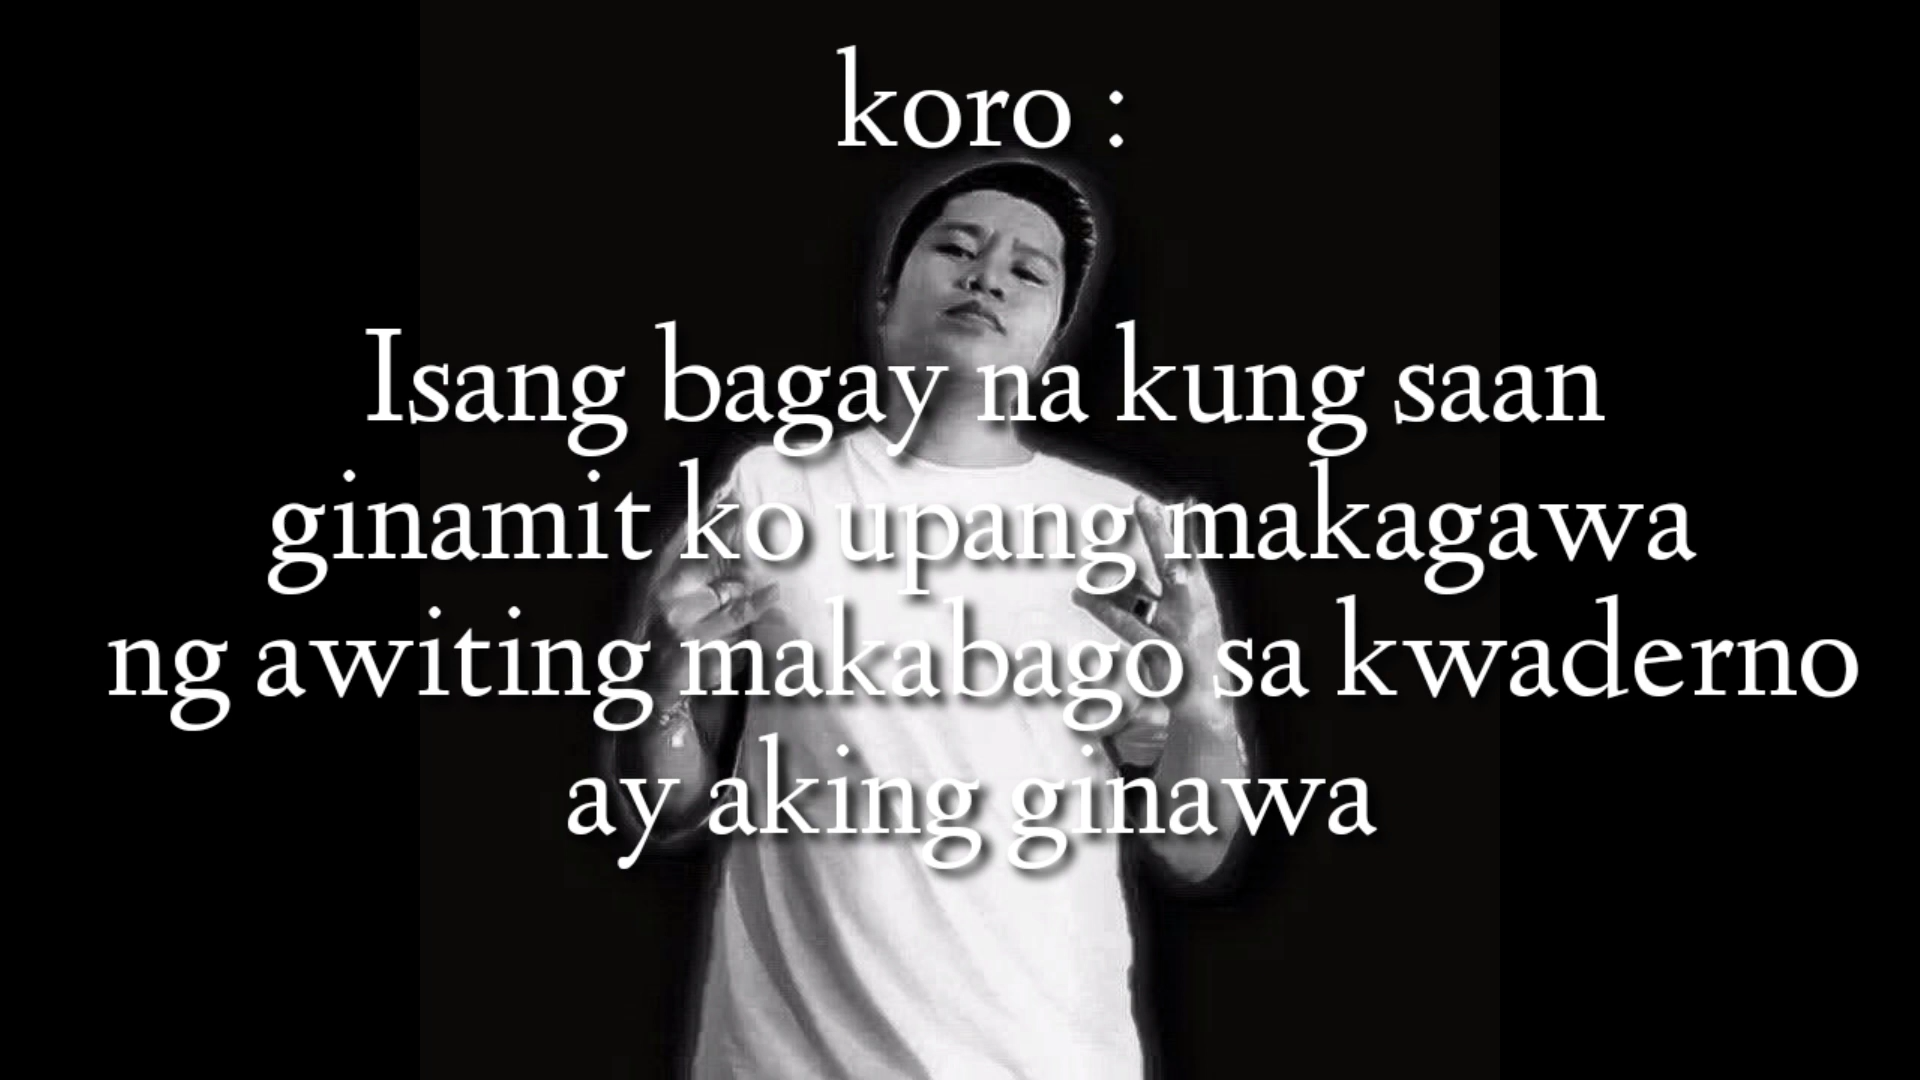 koro :
Isang bagay na kung saan
ginamit ko upang makagawa
ng awiting makabago sa kwaderno
ay aking ginawa